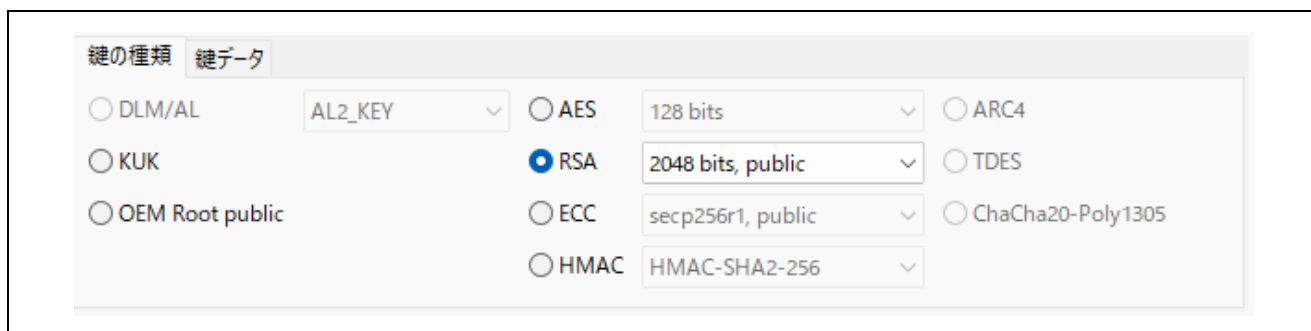 鍵の種類 鍵データ
DLM/AL AL2_KEY AES 128 bits ARC4
KUK RSA 2048 bits, public TDES
OEM Root public ECC secp256r1, public ChaCha20-Poly1305
HMAC HMAC-SHA2-256